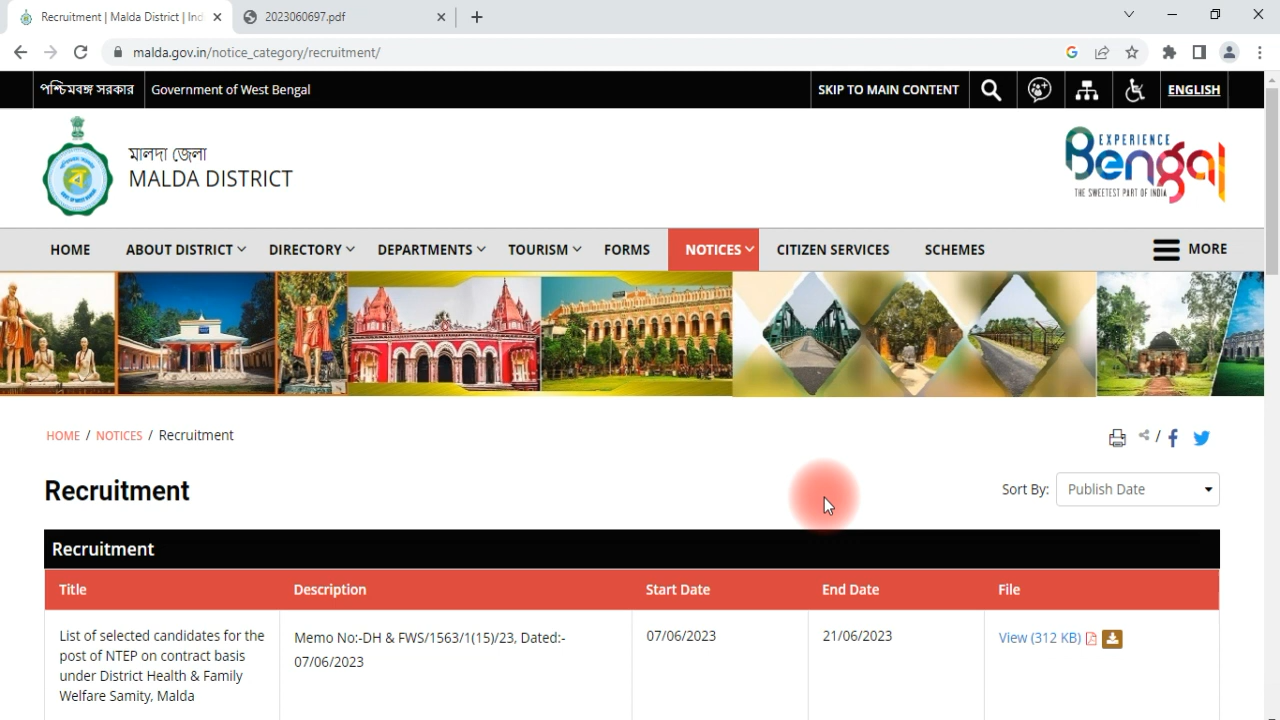 Recruitment | Malda District | Ind
2023060697.pdf
malda.gov.in/notice_category/recruitment/
পশ্চিমবঙ্গ সরকার Government of West Bengal SKIP TO MAIN CONTENT ENGLISH
মালদা জেলা
MALDA DISTRICT
EXPERIENCE
Bengal
THE SWEETEST PART OF INDIA
HOME ABOUT DISTRICT DIRECTORY DEPARTMENTS TOURISM FORMS NOTICES CITIZEN SERVICES SCHEMES MORE
HOME / NOTICES / Recruitment
/
Recruitment
Sort By: Publish Date
Recruitment
Title Description Start Date End Date File
List of selected candidates for the
post of NTEP on contract basis
under District Health & Family
Welfare Samity, Malda
Memo No:-DH & FWS/1563/1(15)/23, Dated:-
07/06/2023
07/06/2023
21/06/2023
View (312 KB)